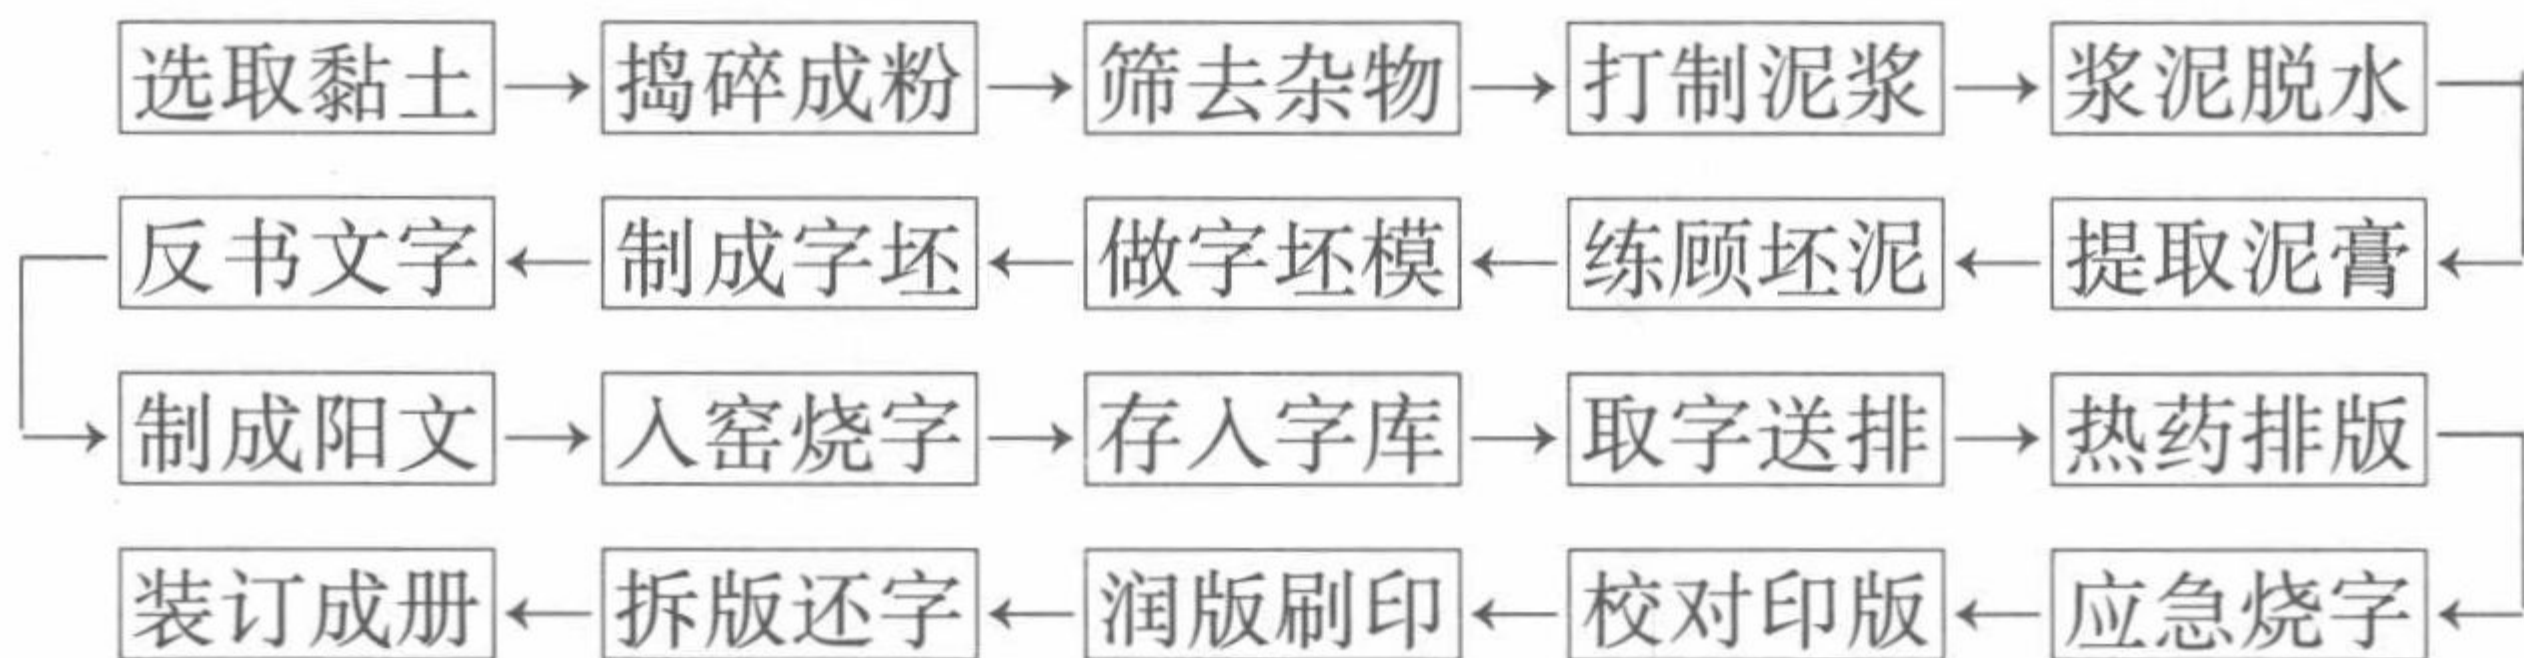 选取黏土 → 捣碎成粉 → 筛去杂物 → 打制泥浆 → 浆泥脱水
反书文字 ← 制成字坯 ← 做字坯模 ← 练顾坯泥 ← 提取泥膏
制成阳文 → 入窑烧字 → 存入字库 → 取字送排 → 热药排版
装订成册 ← 拆版还字 ← 润版刷印 ← 校对印版 ← 应急烧字